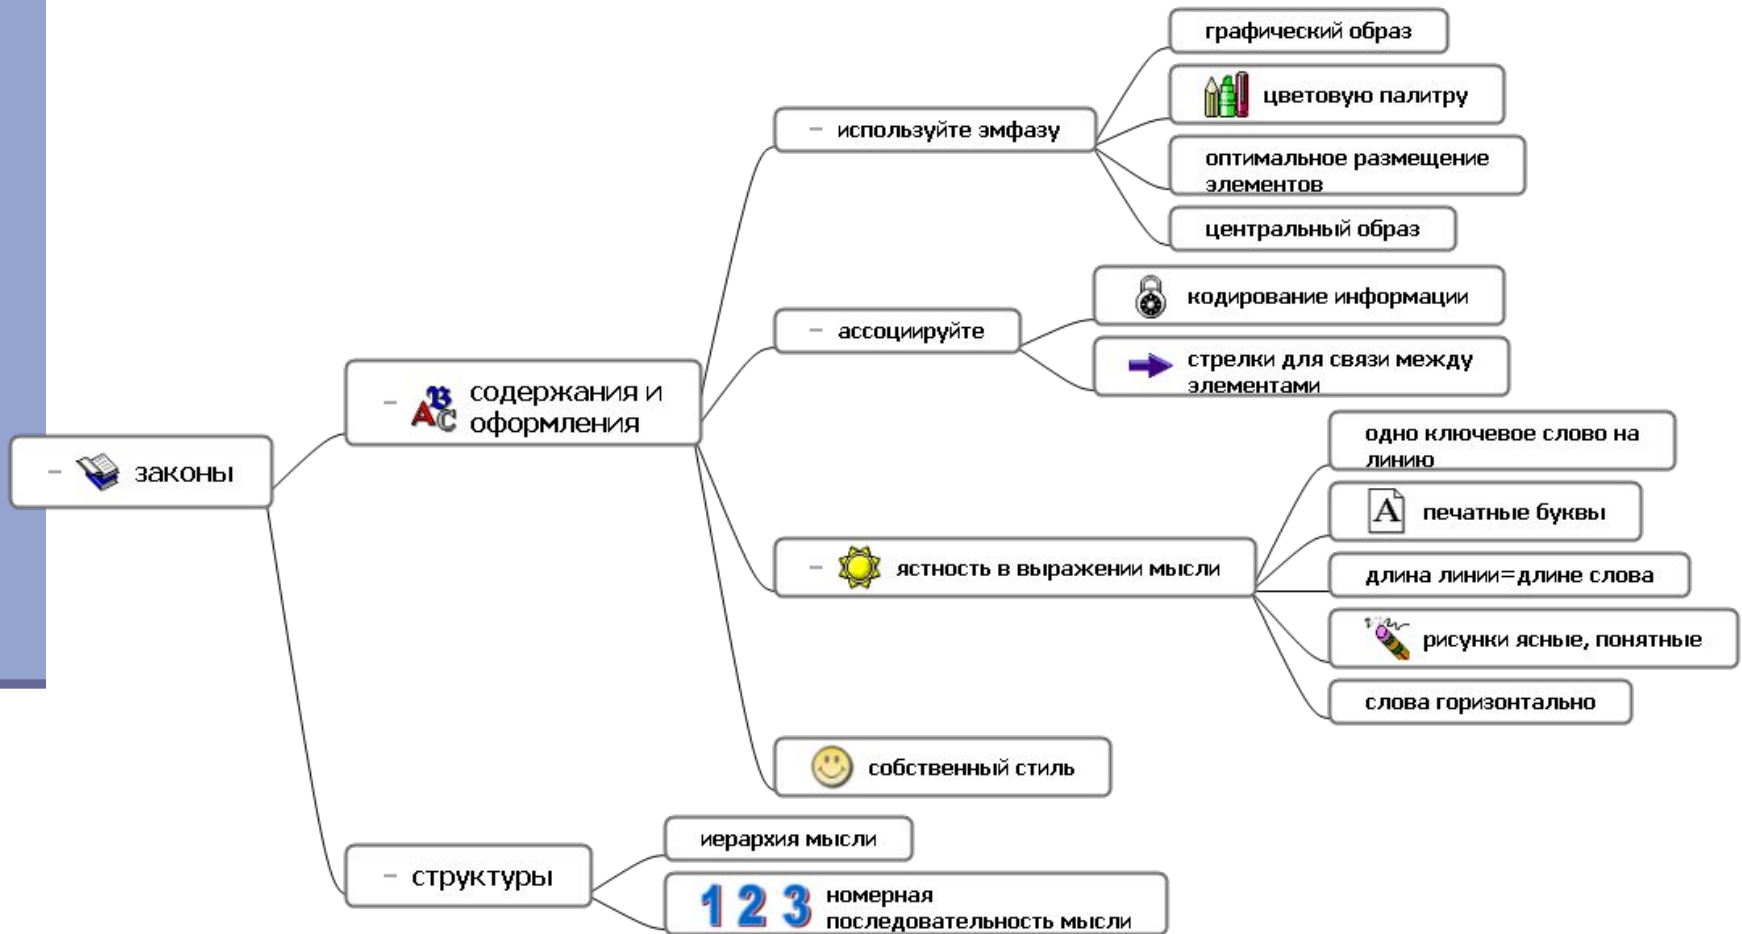 законы
содержания и
оформления
используйте эмфазу
графический образ
цветовую палитру
оптимальное размещение
элементов
центральный образ
ассоциируйте
кодирование информации
стрелки для связи между
элементами
ястность в выражении мысли
одно ключевое слово на
линию
A
печатные буквы
длина линии=длине слова
рисунки ясные, понятные
слова горизонтально
собственный стиль
структуры
иерархия мысли
1 2 3
номерная
последовательность мысли